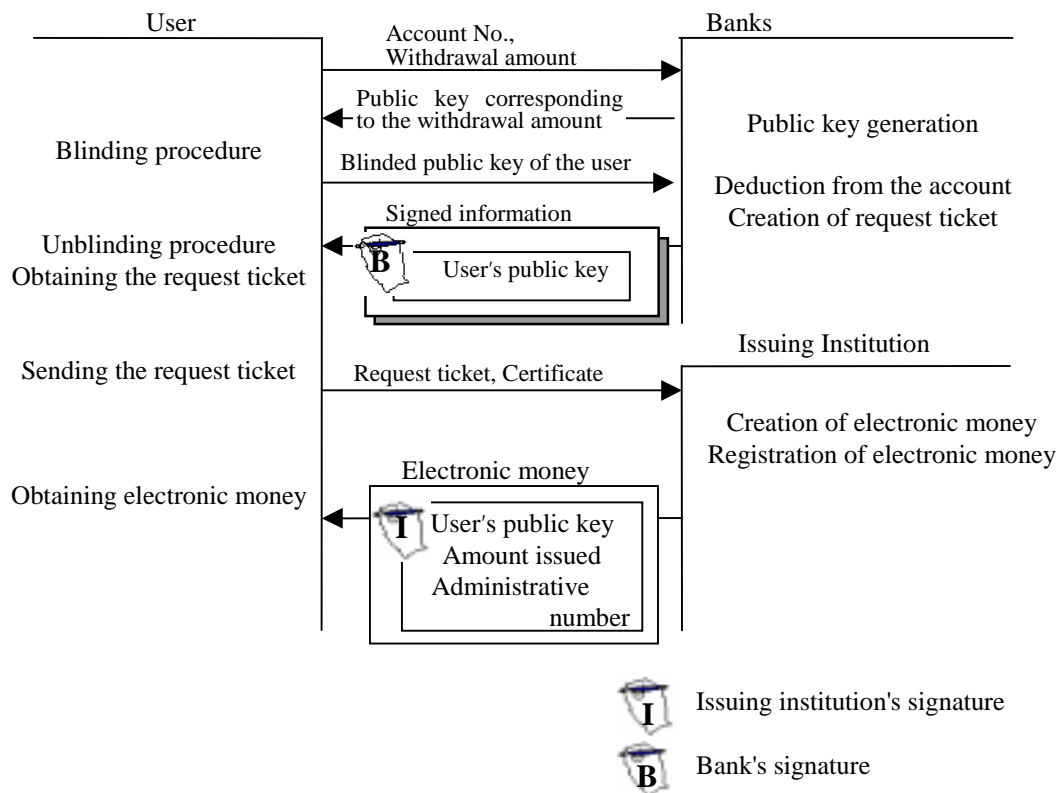 User
Banks
Account No.,
Withdrawal amount
Public key corresponding
to the withdrawal amount
Public key generation
Blinding procedure
Blinded public key of the user
Deduction from the account
Creation of request ticket
Signed information
Unblinding procedure
Obtaining the request ticket
B
User's public key
Issuing Institution
Sending the request ticket
Request ticket, Certificate
Creation of electronic money
Registration of electronic money
Electronic money
Obtaining electronic money
I
User's public key
Amount issued
Administrative
number
I
Issuing institution's signature
B
Bank's signature